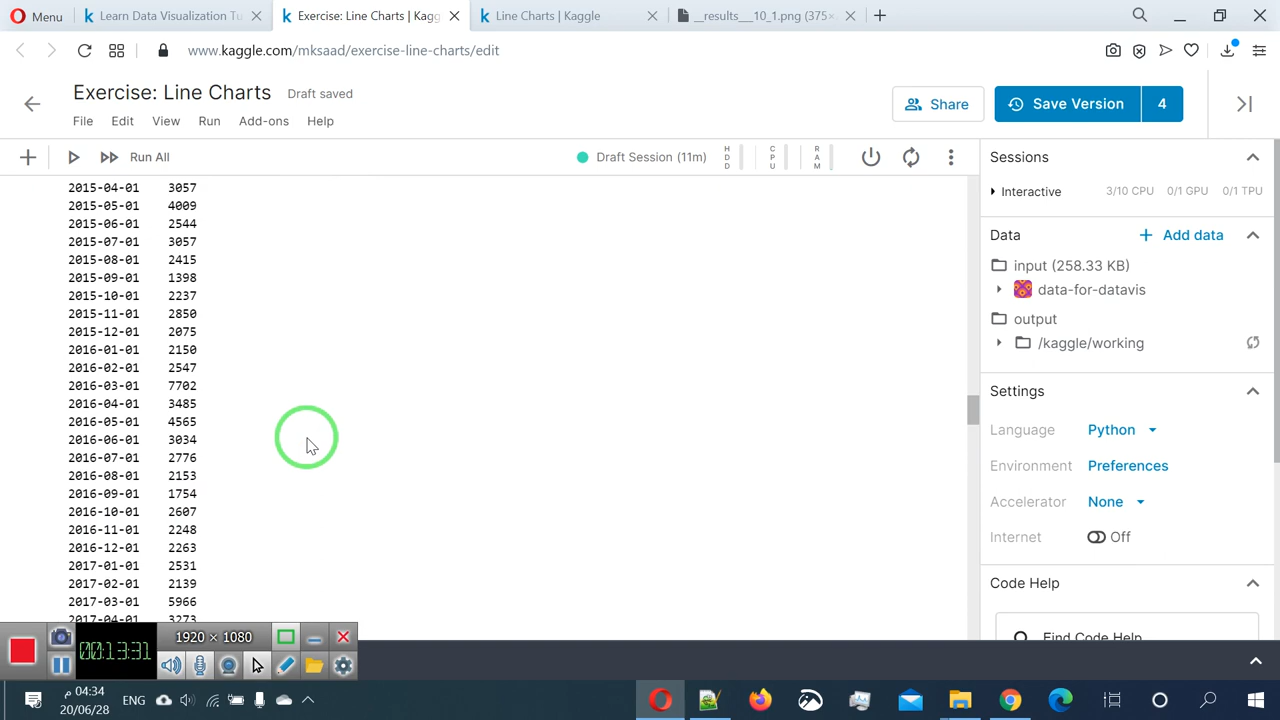 Menu
Learn Data Visualization Tu
Exercise: Line Charts | Kagg
Line Charts | Kaggle
__results___10_1.png (375×
www.kaggle.com/mksaad/exercise-line-charts/edit
Exercise: Line Charts
Draft saved
File
Edit
View
Run
Add-ons
Help
Share
Save Version
4
Run All
Draft Session (11m)
HDD
CPU
RAM
2015-04-01 3057
2015-05-01 4009
2015-06-01 2544
2015-07-01 3057
2015-08-01 2415
2015-09-01 1398
2015-10-01 2237
2015-11-01 2850
2015-12-01 2075
2016-01-01 2150
2016-02-01 2547
2016-03-01 7702
2016-04-01 3485
2016-05-01 4565
2016-06-01 3034
2016-07-01 2776
2016-08-01 2153
2016-09-01 1754
2016-10-01 2607
2016-11-01 2248
2016-12-01 2263
2017-01-01 2531
2017-02-01 2139
2017-03-01 5966
2017-04-01 3273
Sessions
Interactive
3/10 CPU 0/1 GPU 0/1 TPU
Data
+ Add data
input (258.33 KB)
data-for-datavis
output
/kaggle/working
Settings
Language Python
Environment Preferences
Accelerator None
Internet Off
Code Help
Find Code Help
1920 × 1080
00:13:31
04:34 م
20/06/28
ENG